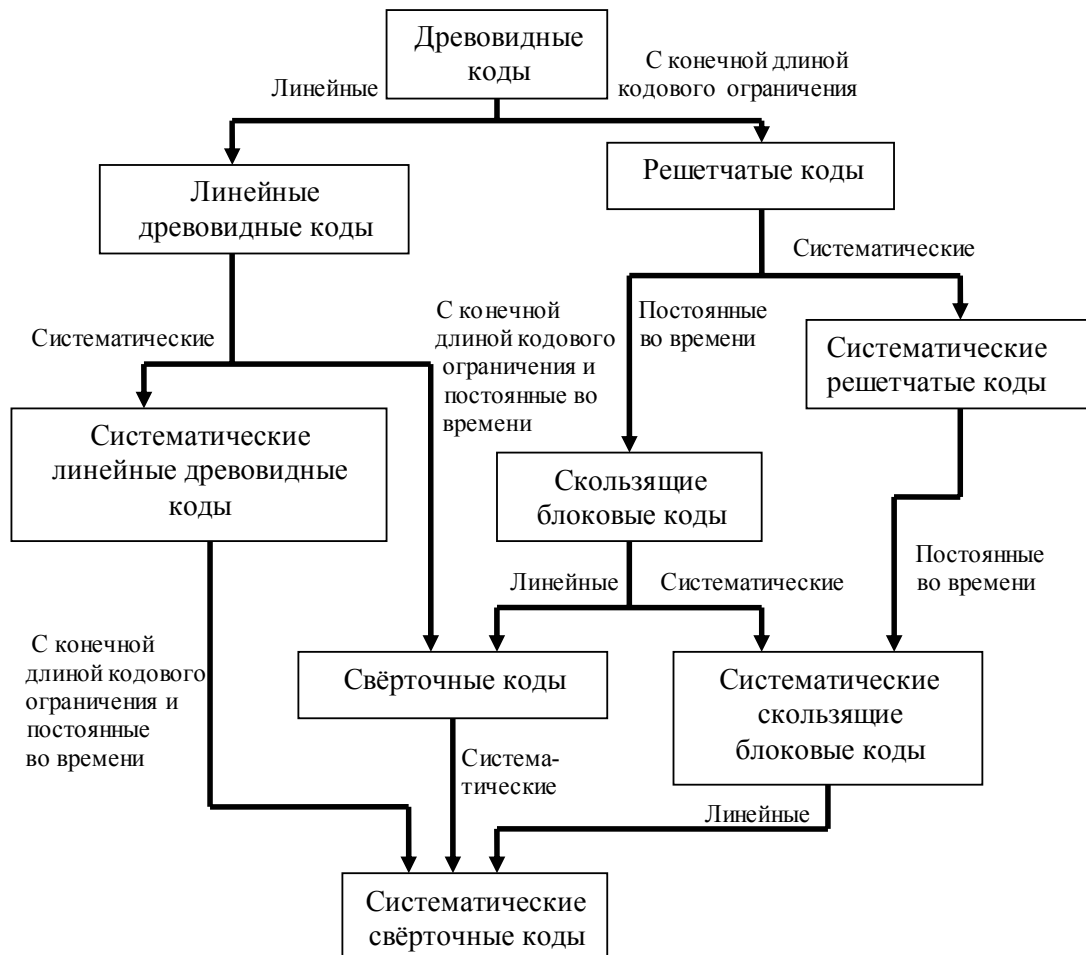 Древовидные
коды
Линейные
С конечной длиной
кодового ограничения
Линейные
древовидные коды
Решетчатые коды
Систематические
Систематические
С конечной
длиной кодового
ограничения и
постоянные во
времени
Постоянные
во времени
Систематические
решетчатые коды
Систематические
линейные древовидные
коды
Скользящие
блоковые коды
Постоянные
во времени
Линейные
Систематические
С конечной
длиной кодового
ограничения и
постоянные
во времени
Свёрточные коды
Систематические
скользящие
блоковые коды
Система-
тические
Линейные
Систематические
свёрточные коды